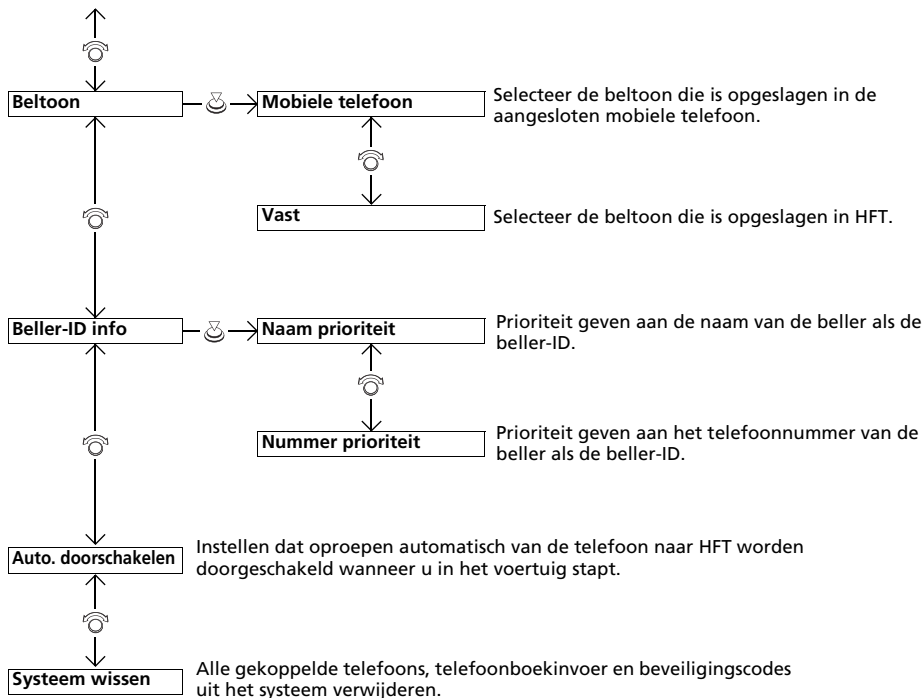 Beltoon
Mobiele telefoon
Selecteer de beltoon die is opgeslagen in de
aangesloten mobiele telefoon.
Vast
Selecteer de beltoon die is opgeslagen in HFT.
Beller-ID info
Naam prioriteit
Prioriteit geven aan de naam van de beller als de
beller-ID.
Nummer prioriteit
Prioriteit geven aan het telefoonnummer van de
beller als de beller-ID.
Auto. doorschakelen
Instellen dat oproepen automatisch van de telefoon naar HFT worden
doorgeschakeld wanneer u in het voertuig stapt.
Systeem wissen
Alle gekoppelde telefoons, telefoonboekinvoer en beveiligingscodes
uit het systeem verwijderen.